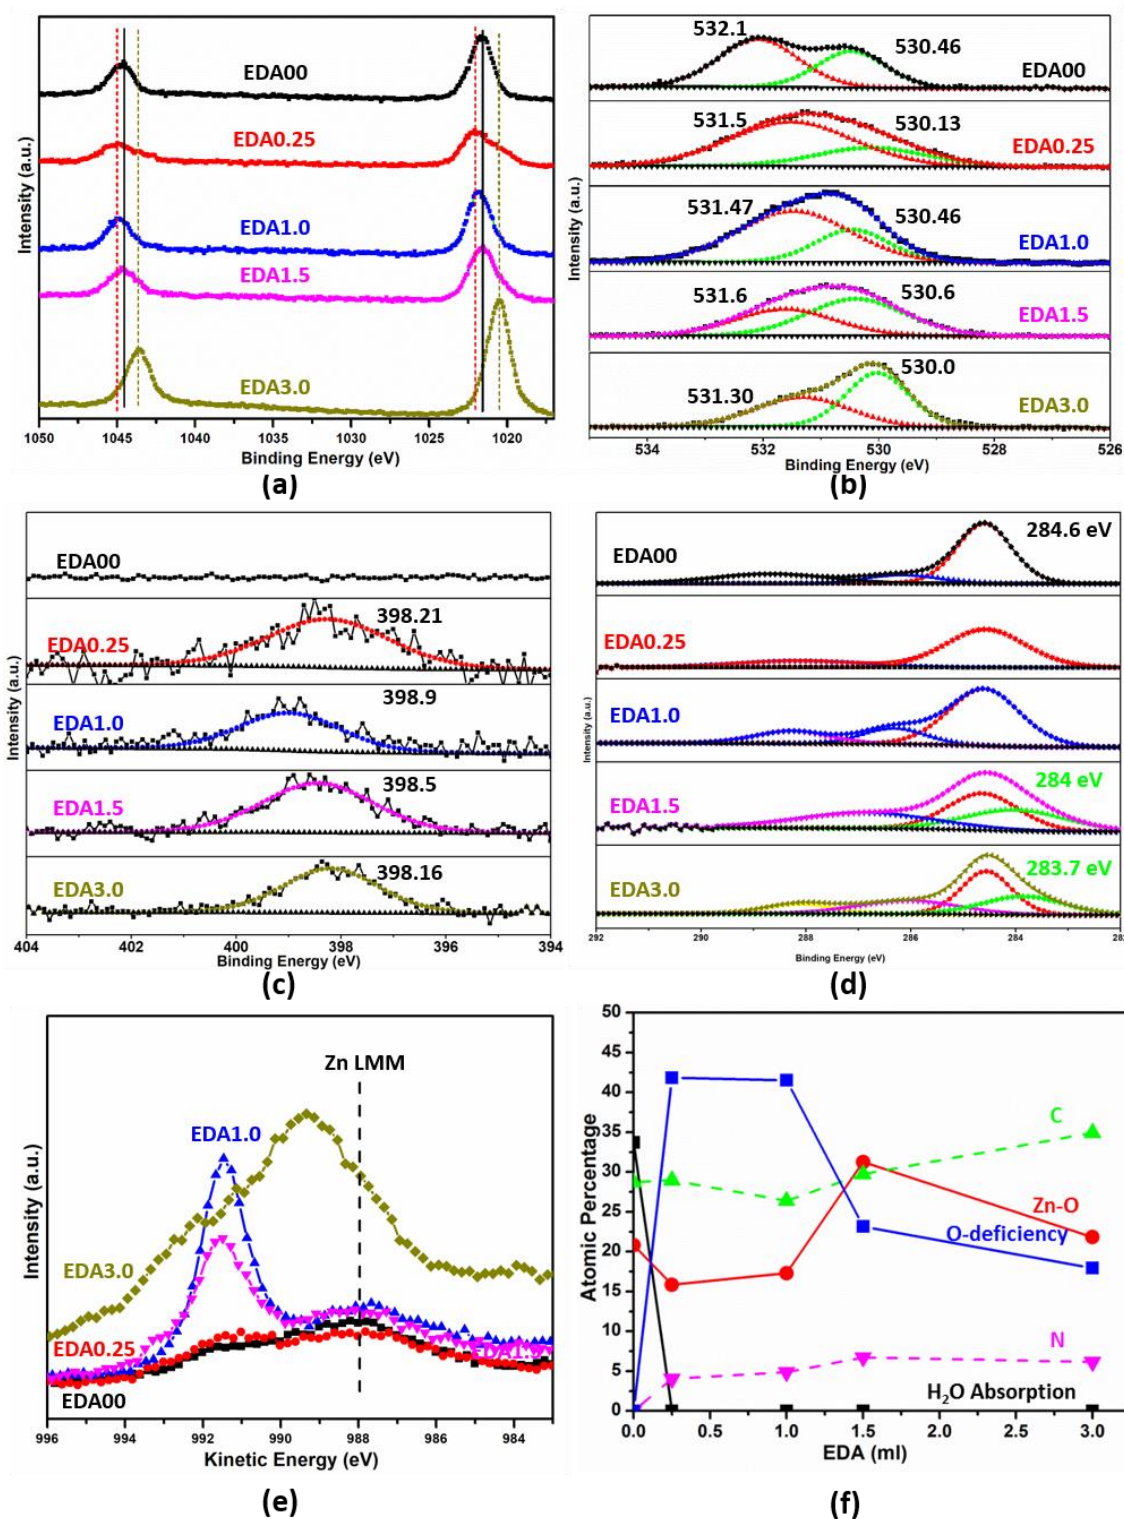 EDA00
EDA0.25
EDA1.0
EDA1.5
EDA3.0
Intensity (a.u.)
1050 1045 1040 1035 1030 1025 1020
Binding Energy (eV)
(a)
532.1 530.46
EDA00
531.5 530.13
EDA0.25
531.47 530.46
EDA1.0
531.6 530.6
EDA1.5
531.30 530.0
EDA3.0
Intensity (a.u.)
534 532 530 528 526
Binding Energy (eV)
(b)
EDA00
EDA0.25 398.21
EDA1.0 398.9
EDA1.5 398.5
EDA3.0 398.16
Intensity (a.u.)
404 402 400 398 396 394
Binding Energy (eV)
(c)
EDA00 284.6 eV
EDA0.25
EDA1.0
EDA1.5 284 eV
EDA3.0 283.7 eV
Intensity (a.u.)
292 290 288 286 284 282
Binding Energy (eV)
(d)
Zn LMM
EDA1.0
EDA3.0
EDA0.25
EDA00
Intensity (a.u.)
996 994 992 990 988 986 984
Kinetic Energy (eV)
(e)
50
45
40
35
30
25
20
15
10
5
0
Atomic Percentage
C
Zn-O
O-deficiency
N
H₂O Absorption
0.0 0.5 1.0 1.5 2.0 2.5 3.0
EDA (ml)
(f)